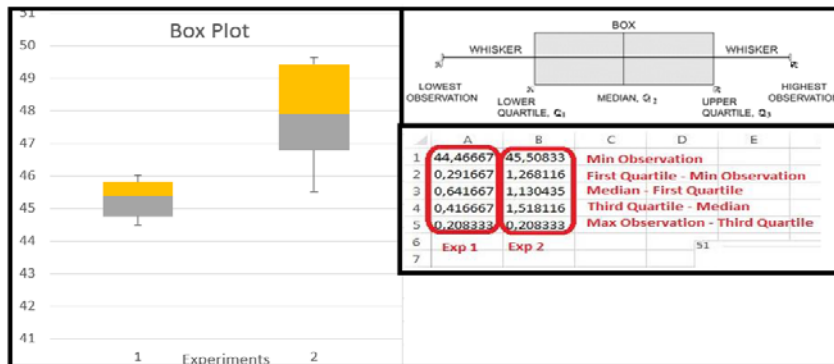 51
Box Plot
50
49
48
47
46
45
44
43
42
41
1 Experiments 2
BOX
WHISKER WHISKER
LOWEST OBSERVATION
LOWER QUARTILE, Q₁
MEDIAN, Q₂
UPPER QUARTILE, Q₃
HIGHEST OBSERVATION
A B C D E
1 44,46667 45,50833 Min Observation
2 0,291667 1,268116 First Quartile - Min Observation
3 0,641667 1,130435 Median - First Quartile
4 0,416667 1,518116 Third Quartile - Median
5 0,208333 0,208333 Max Observation - Third Quartile
6 Exp 1 Exp 2 51
7